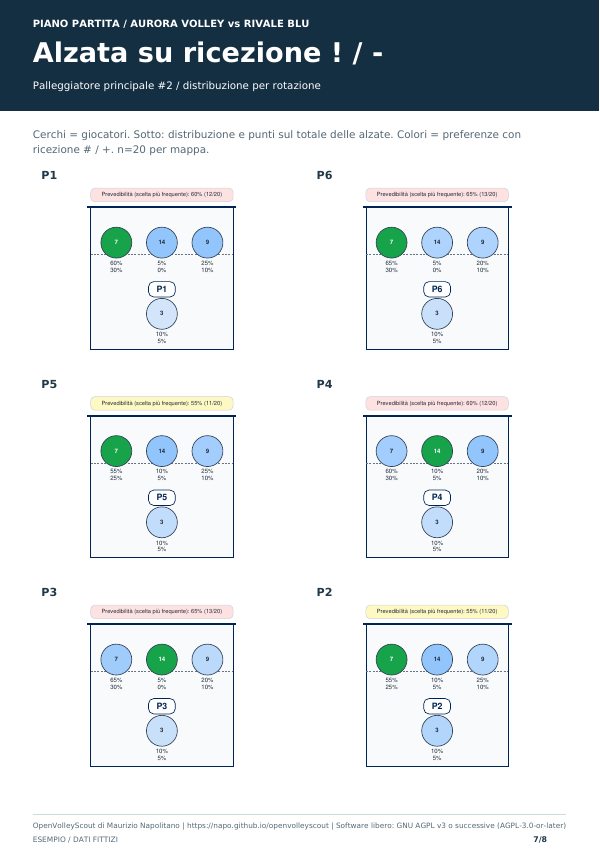 PIANO PARTITA / AURORA VOLLEY vs RIVALE BLU
Alzata su ricezione ! / -
Palleggiatore principale #2 / distribuzione per rotazione
Cerchi = giocatori. Sotto: distribuzione e punti sul totale delle alzate. Colori = preferenze con
ricezione # / +. n=20 per mappa.
P1
Prevedibilità (scelta più frequente): 60% (12/20)
7 14 9
60% 5% 25%
30% 0% 10%
P1
3
10%
5%
P6
Prevedibilità (scelta più frequente): 65% (13/20)
7 14 9
65% 5% 20%
30% 0% 10%
P6
3
10%
5%
P5
Prevedibilità (scelta più frequente): 55% (11/20)
7 14 9
55% 10% 25%
25% 5% 10%
P5
3
10%
5%
P4
Prevedibilità (scelta più frequente): 60% (12/20)
7 14 9
60% 10% 20%
30% 5% 10%
P4
3
10%
5%
P3
Prevedibilità (scelta più frequente): 65% (13/20)
7 14 9
65% 5% 20%
30% 0% 10%
P3
3
10%
5%
P2
Prevedibilità (scelta più frequente): 55% (11/20)
7 14 9
55% 10% 25%
25% 5% 10%
P2
3
10%
5%
OpenVolleyScout di Maurizio Napolitano | https://napo.github.io/openvolleyscout | Software libero: GNU AGPL v3 o successive (AGPL-3.0-or-later)
ESEMPIO / DATI FITTIZI 7/8